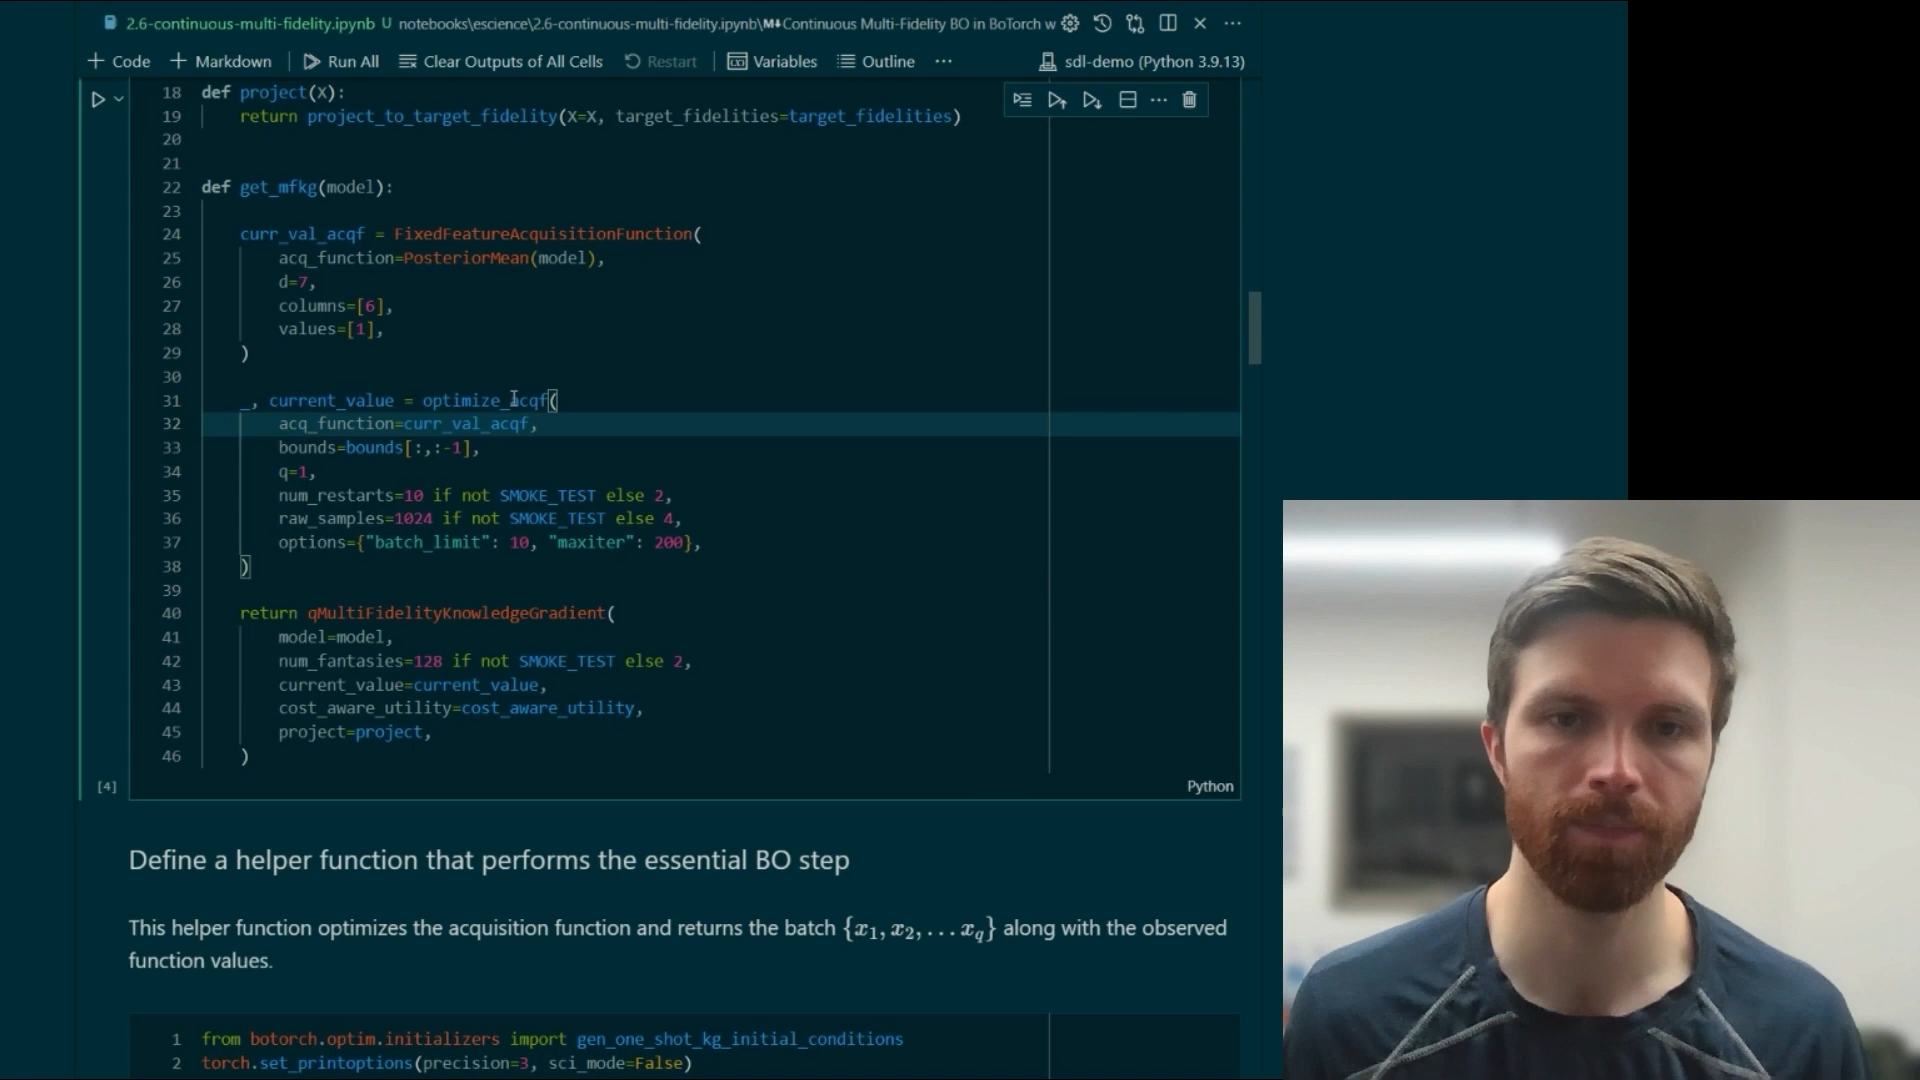 2.6-continuous-multi-fidelity.ipynb U notebooks\escience\2.6-continuous-multi-fidelity.ipynb\M↓Continuous Multi-Fidelity BO in BoTorch w
+ Code + Markdown Run All Clear Outputs of All Cells Restart Variables Outline ··· sdl-demo (Python 3.9.13)
18 def project(X):
19 return project_to_target_fidelity(X=X, target_fidelities=target_fidelities)
20
21
22 def get_mfkg(model):
23
24 curr_val_acqf = FixedFeatureAcquisitionFunction(
25 acq_function=PosteriorMean(model),
26 d=7,
27 columns=[6],
28 values=[1],
29 )
30
31 _, current_value = optimize_acqf(
32 acq_function=curr_val_acqf,
33 bounds=bounds[:,:-1],
34 q=1,
35 num_restarts=10 if not SMOKE_TEST else 2,
36 raw_samples=1024 if not SMOKE_TEST else 4,
37 options={"batch_limit": 10, "maxiter": 200},
38 )
39
40 return qMultiFidelityKnowledgeGradient(
41 model=model,
42 num_fantasies=128 if not SMOKE_TEST else 2,
43 current_value=current_value,
44 cost_aware_utility=cost_aware_utility,
45 project=project,
46 )
[4] Python
Define a helper function that performs the essential BO step
This helper function optimizes the acquisition function and returns the batch {x₁, x₂, . . . x_q} along with the observed
function values.
1 from botorch.optim.initializers import gen_one_shot_kg_initial_conditions
2 torch.set_printoptions(precision=3, sci_mode=False)